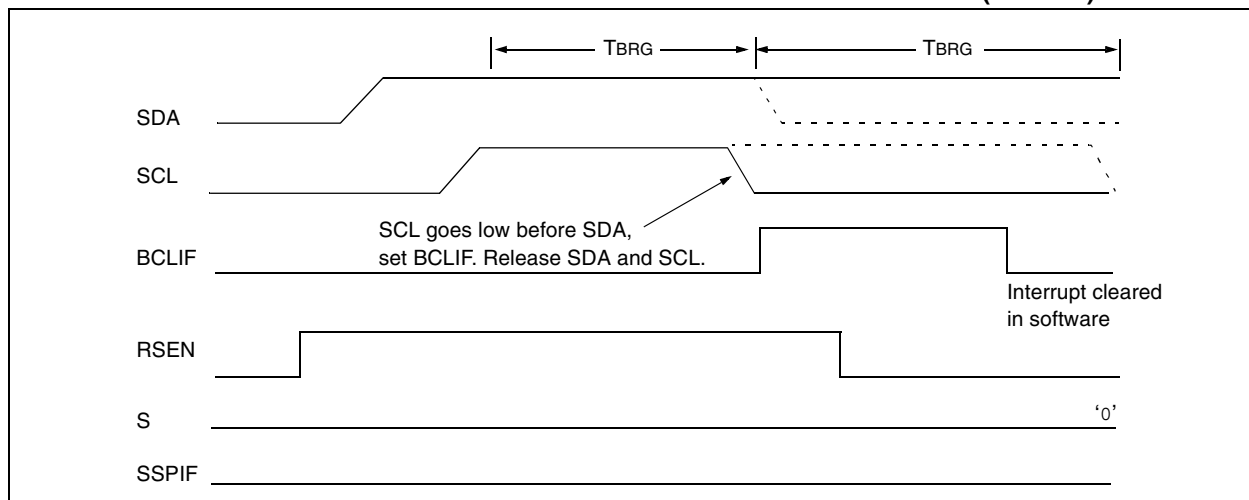 TBRG TBRG
SDA
SCL
SCL goes low before SDA,
set BCLIF. Release SDA and SCL.
BCLIF
Interrupt cleared
in software
RSEN
S
‘0’
SSPIF